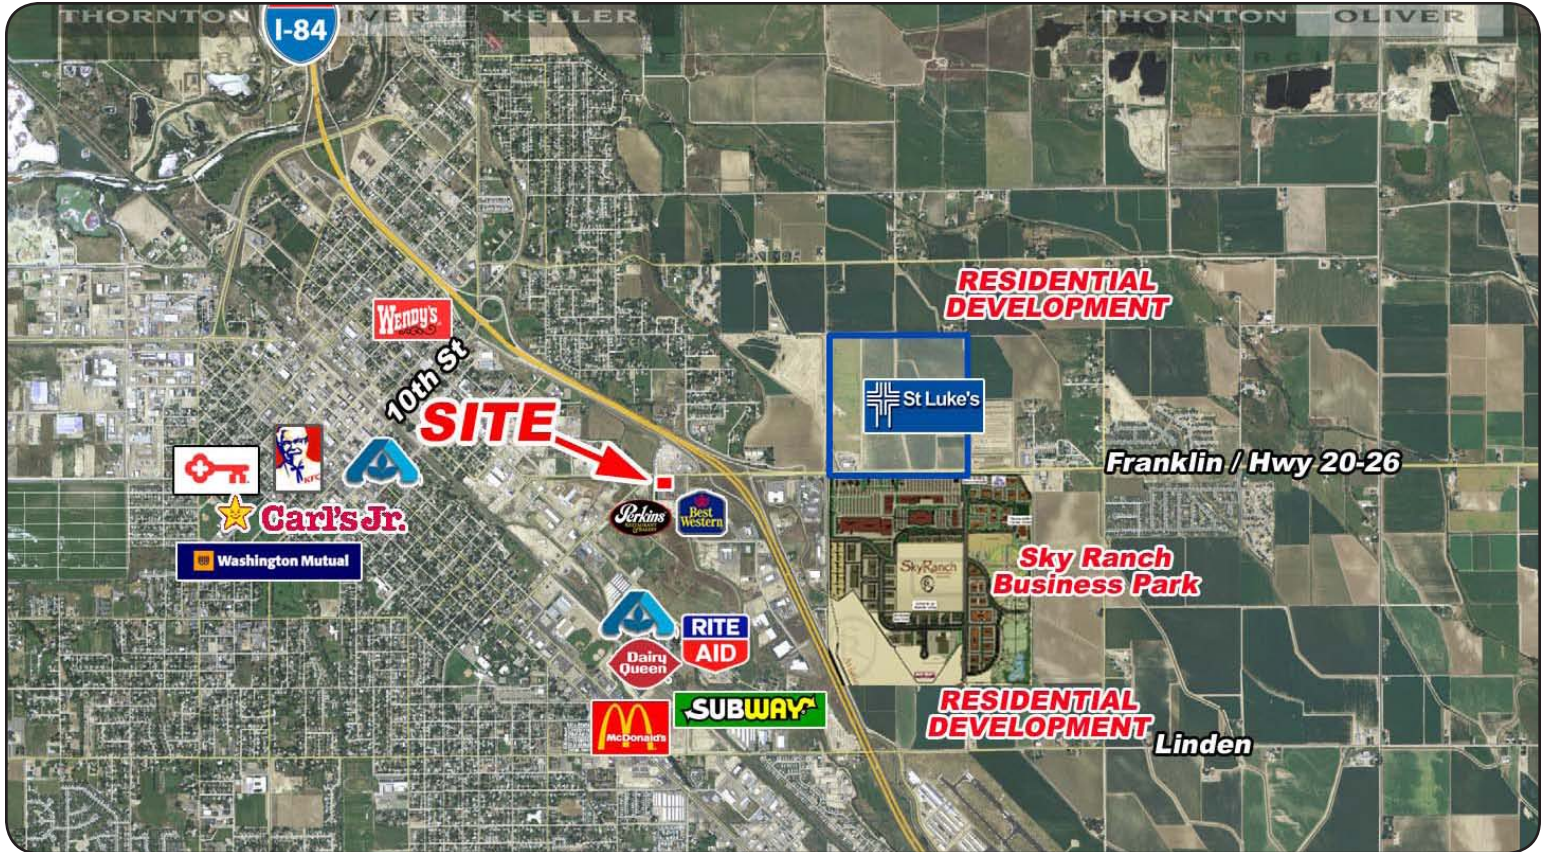 THORNTON OLIVER KELLER
THORNTON OLIVER
I-84
RESIDENTIAL
DEVELOPMENT
WENDY'S
10th St
SITE
St Luke's
Franklin / Hwy 20-26
KFC
Carl's Jr.
Perkins
Best
Western
Washington Mutual
SkyRanch
Sky Ranch
Business Park
RITE
AID
Dairy
Queen
SUBWAY
McDonald's
RESIDENTIAL
DEVELOPMENT
Linden